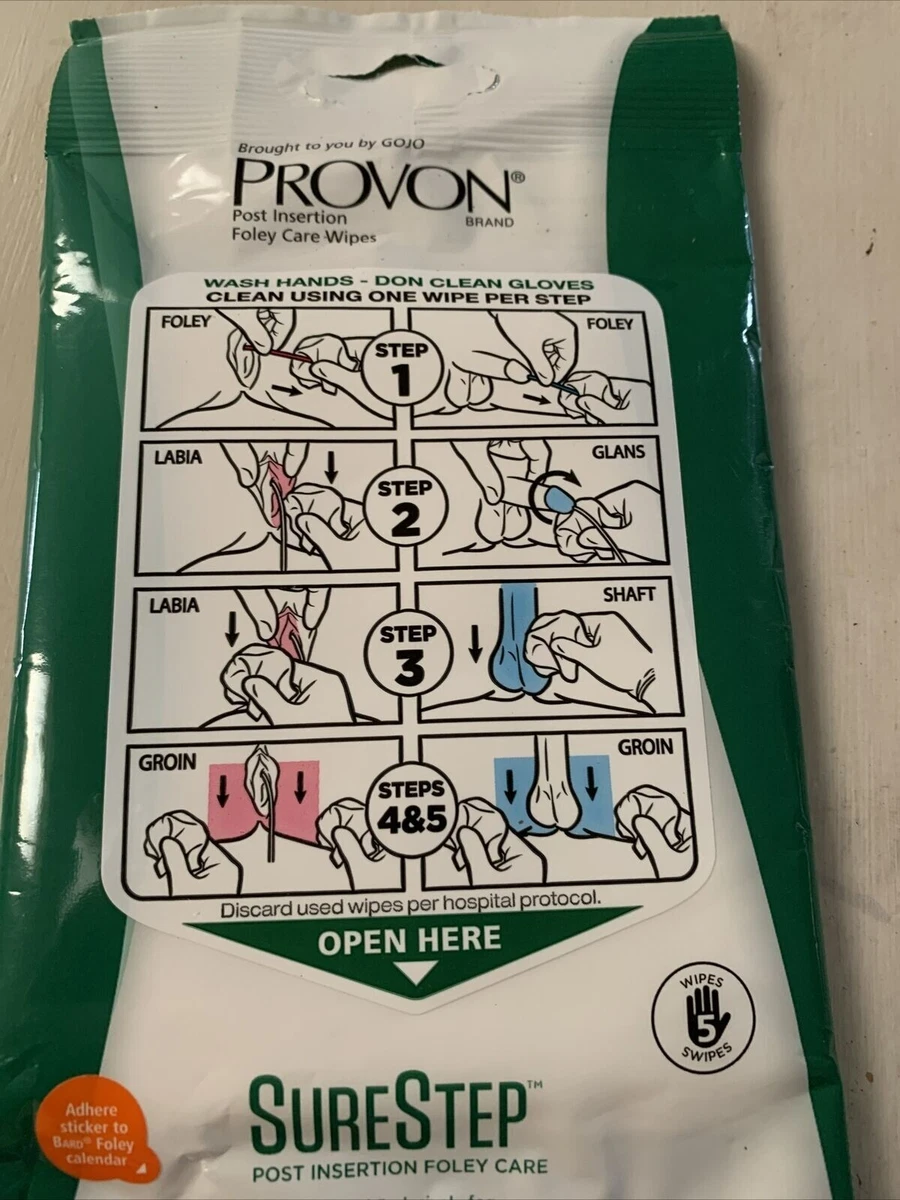 Brought to you by GOJO
PROVON®
BRAND
Post Insertion
Foley Care Wipes
WASH HANDS - DON CLEAN GLOVES
CLEAN USING ONE WIPE PER STEP
FOLEY
STEP
1
FOLEY
LABIA
STEP
2
GLANS
LABIA
STEP
3
SHAFT
GROIN
STEPS
4&5
GROIN
Discard used wipes per hospital protocol.
OPEN HERE
WIPES
5
SWIPES
Adhere
sticker to
BARD® Foley
calendar
SURESTEP™
POST INSERTION FOLEY CARE